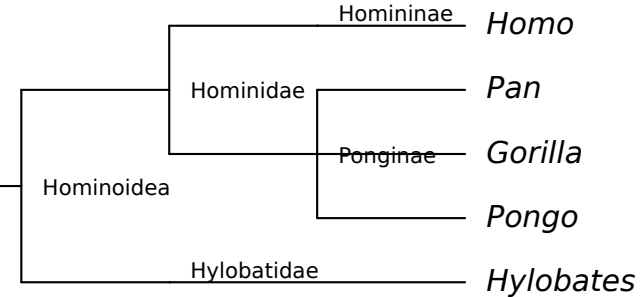 Homininae
Homo
Hominidae
Pan
Ponginae
Gorilla
Hominoidea
Pongo
Hylobatidae
Hylobates